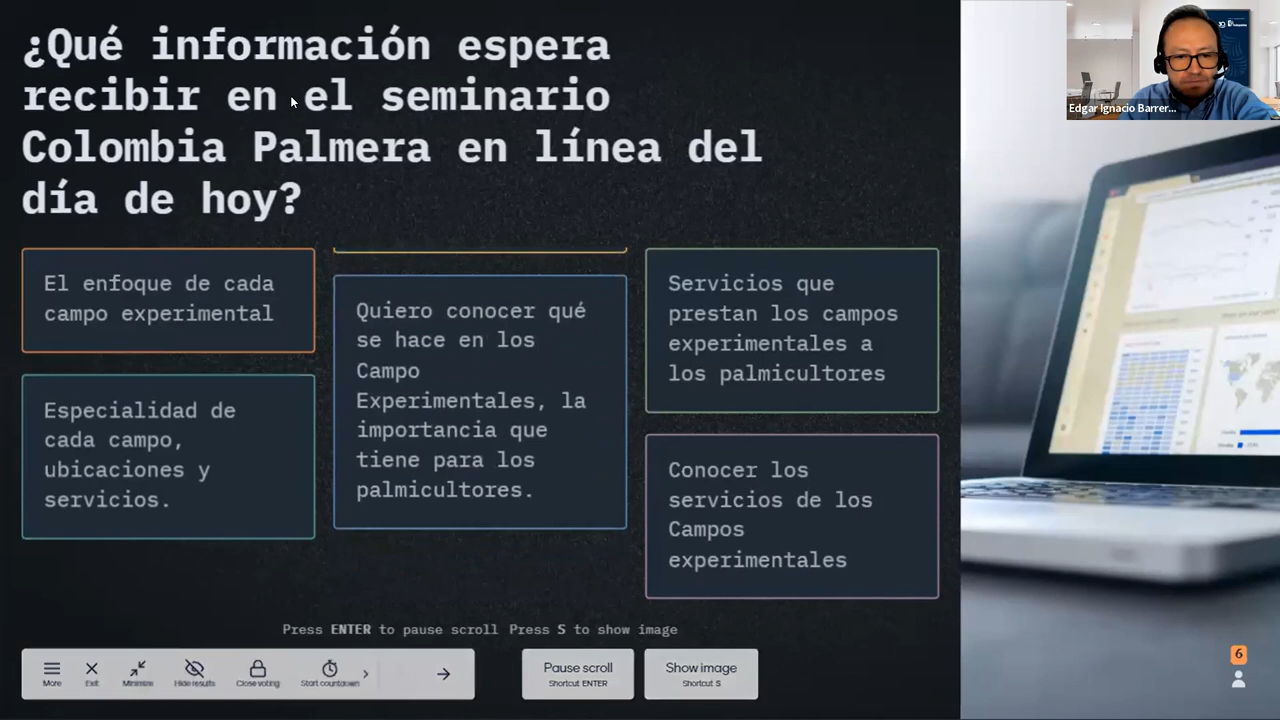 ¿Qué información espera
recibir en el seminario
Colombia Palmera en línea del
día de hoy?
El enfoque de cada
campo experimental
Especialidad de
cada campo,
ubicaciones y
servicios.
Quiero conocer qué
se hace en los
Campo
Experimentales, la
importancia que
tiene para los
palmicultores.
Servicios que
prestan los campos
experimentales a
los palmicultores
Conocer los
servicios de los
Campos
experimentales
Press ENTER to pause scroll Press S to show image
More
Exit
Minimize
Hide results
Close voting
Start countdown
Pause scroll
Shortcut ENTER
Show image
Shortcut S
Edgar Ignacio Barrer...
6